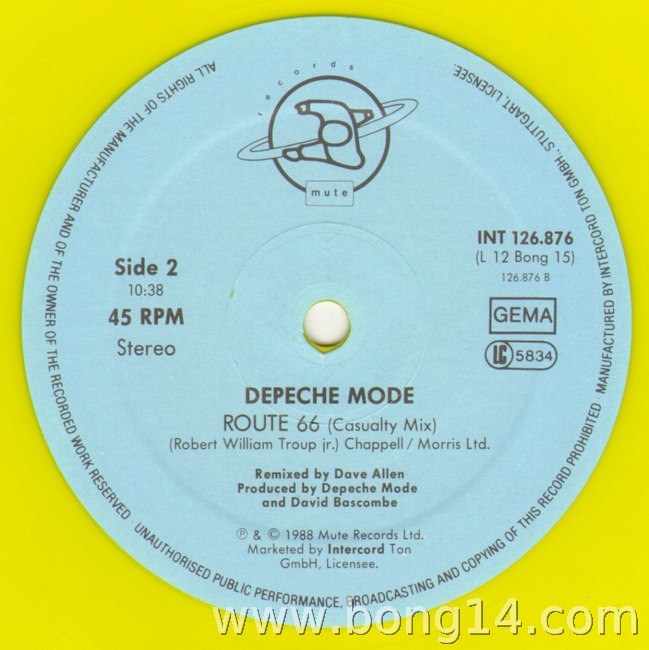 records
mute
Side 2
10:38
45 RPM
Stereo
INT 126.876
(L 12 Bong 15)
126.876 B
GEMA
LC 5834
DEPECHE MODE
ROUTE 66 (Casualty Mix)
(Robert William Troup jr.) Chappell / Morris Ltd.
Remixed by Dave Allen
Produced by Depeche Mode
and David Bascombe
℗ & © 1988 Mute Records Ltd.
Marketed by Intercord Ton
GmbH, Licensee.
ALL RIGHTS OF THE MANUFACTURER AND OF THE OWNER OF THE RECORDED WORK RESERVED UNAUTHORISED PUBLIC PERFORMANCE, BROADCASTING AND COPYING OF THIS RECORD PROHIBITED MANUFACTURED BY INTERCORD TON GMBH., STUTTGART, LICENSEE.
www.bong14.com